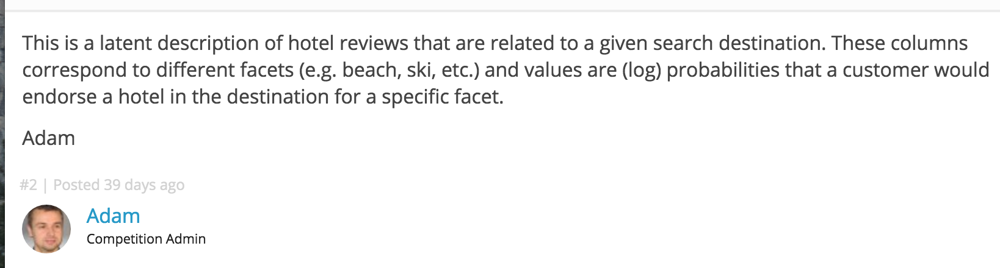 This is a latent description of hotel reviews that are related to a given search destination. These columns
correspond to different facets (e.g. beach, ski, etc.) and values are (log) probabilities that a customer would
endorse a hotel in the destination for a specific facet.
Adam
#2 | Posted 39 days ago
Adam
Competition Admin